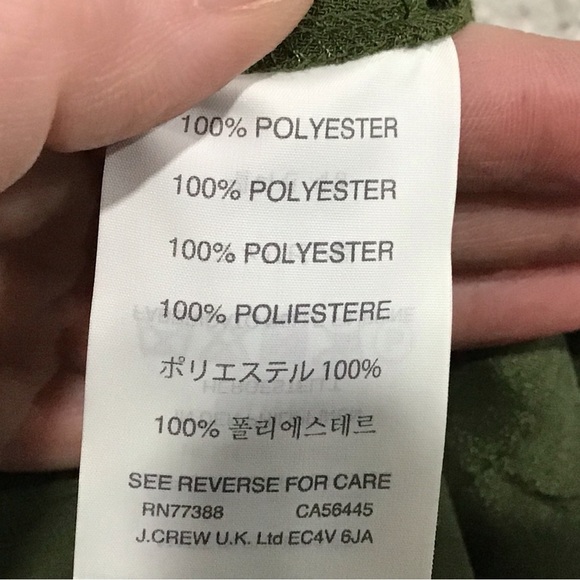 100% POLYESTER
100% POLYESTER
100% POLYESTER
100% POLIESTERE
ポリエステル 100%
100% 폴리에스테르
SEE REVERSE FOR CARE
RN77388 CA56445
J.CREW U.K. Ltd EC4V 6JA